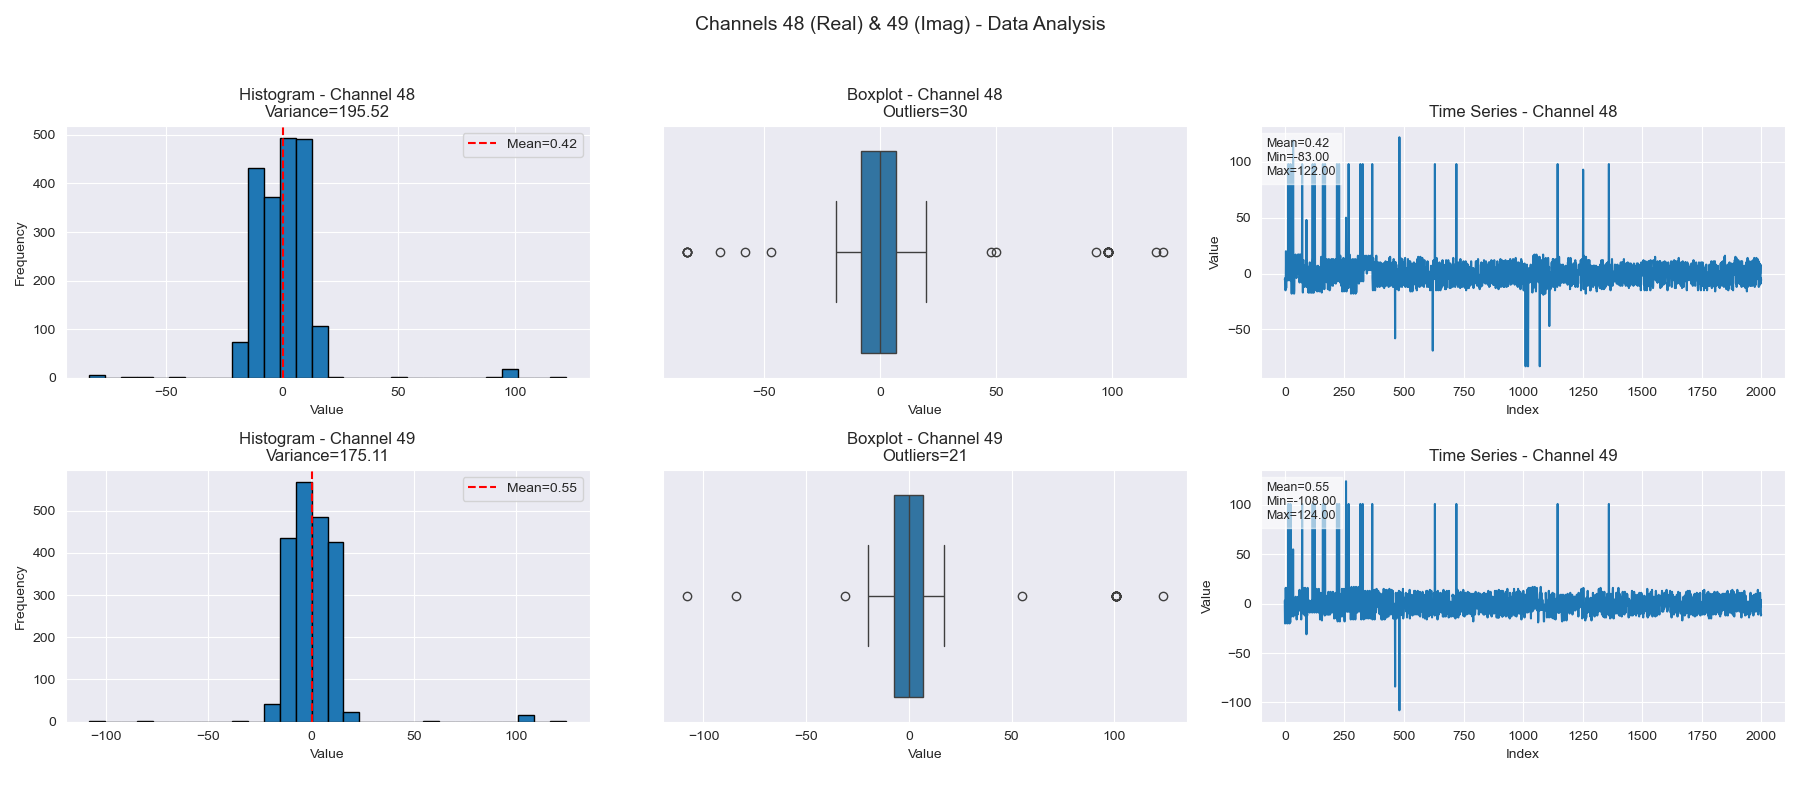 Channels 48 (Real) & 49 (Imag) - Data Analysis
Histogram - Channel 48
Variance=195.52
Mean=0.42
Frequency
500
400
300
200
100
0
−50
0
50
100
Value
Boxplot - Channel 48
Outliers=30
−50
0
50
100
Value
Time Series - Channel 48
Mean=0.42
Min=-83.00
Max=122.00
Value
100
50
0
−50
0
250
500
750
1000
1250
1500
1750
2000
Index
Histogram - Channel 49
Variance=175.11
Mean=0.55
Frequency
500
400
300
200
100
0
−100
−50
0
50
100
Value
Boxplot - Channel 49
Outliers=21
−100
−50
0
50
100
Value
Time Series - Channel 49
Mean=0.55
Min=-108.00
Max=124.00
Value
100
50
0
−50
−100
0
250
500
750
1000
1250
1500
1750
2000
Index